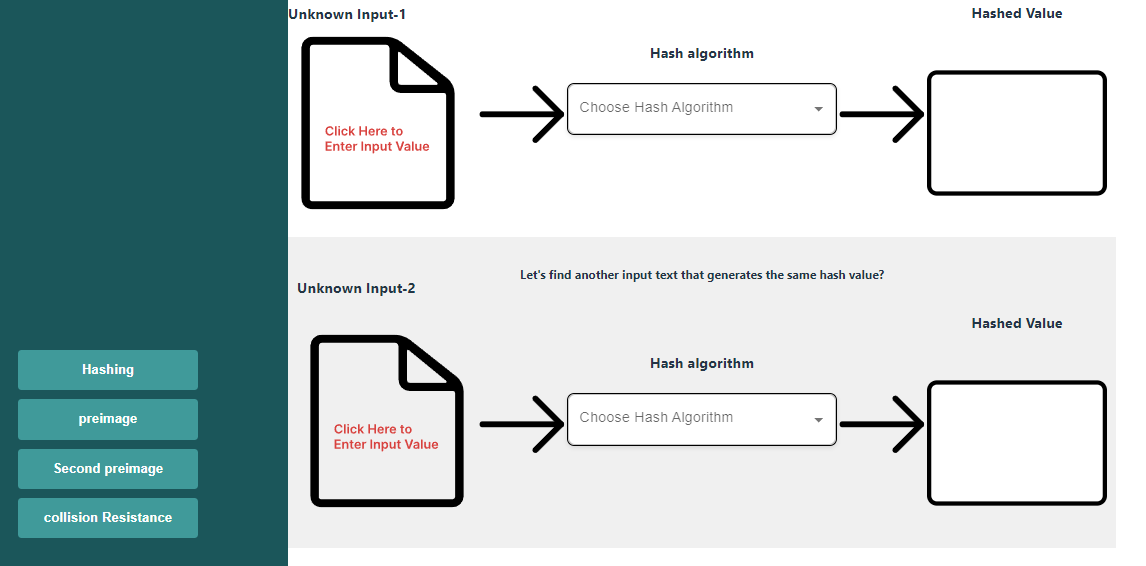 Unknown Input-1
Hashed Value
Hash algorithm
Choose Hash Algorithm
Click Here to
Enter Input Value
Let's find another input text that generates the same hash value?
Unknown Input-2
Hashed Value
Hash algorithm
Choose Hash Algorithm
Click Here to
Enter Input Value
Hashing
preimage
Second preimage
collision Resistance